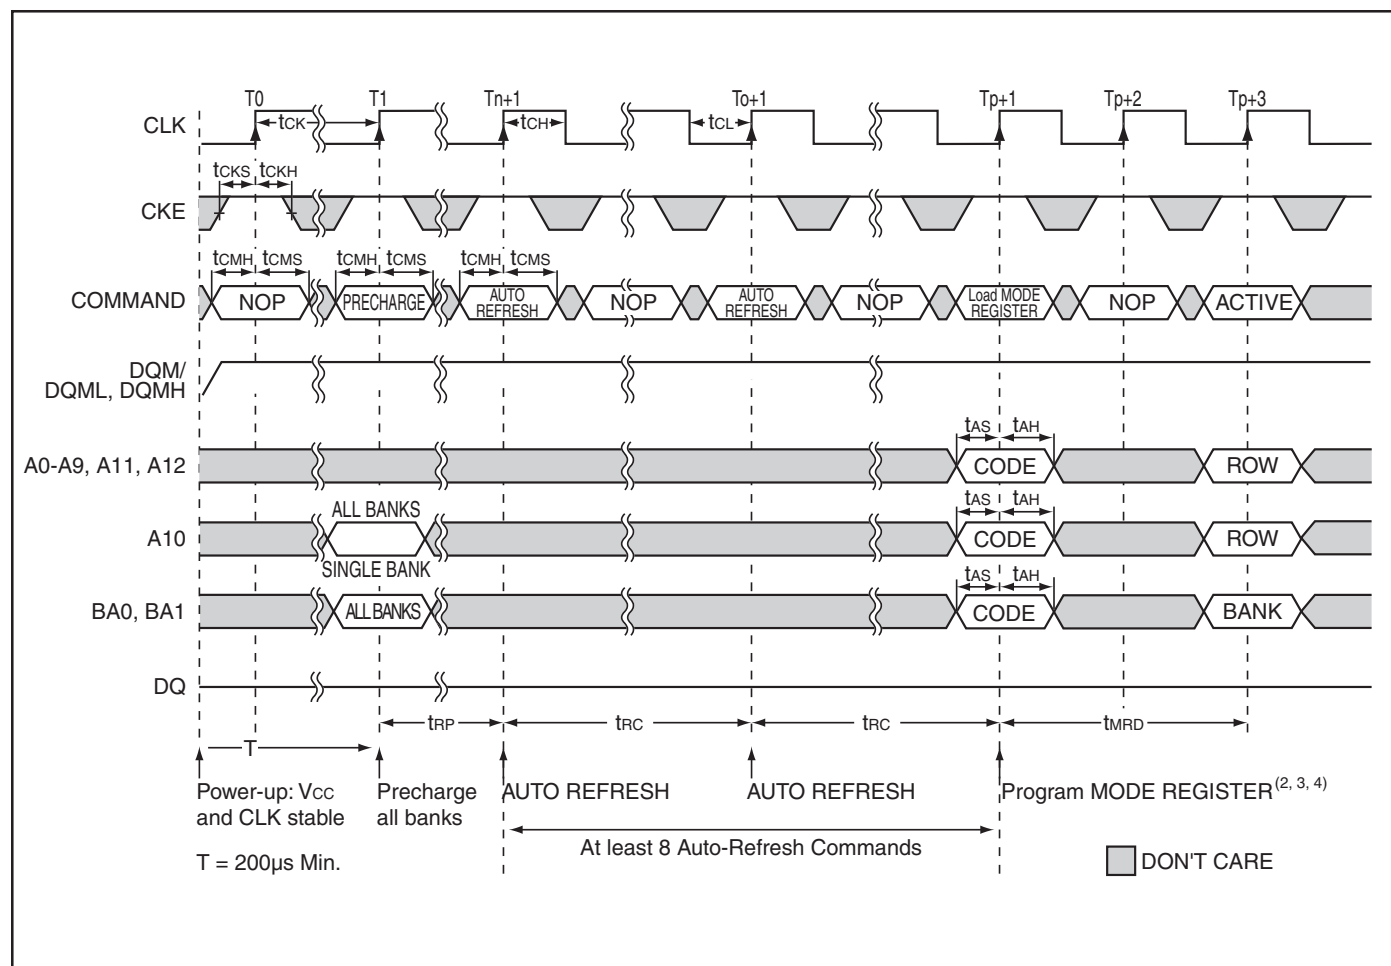 T0 T1 Tn+1 To+1 Tp+1 Tp+2 Tp+3
CLK tCK tCH tCL
tCKS tCKH
CKE
tCMH tCMS tCMH tCMS tCMH tCMS
COMMAND NOP PRECHARGE AUTO REFRESH NOP AUTO REFRESH NOP Load MODE REGISTER NOP ACTIVE
DQM/
DQML, DQMH
tAS tAH
A0-A9, A11, A12 CODE ROW
ALL BANKS tAS tAH
A10 CODE ROW
SINGLE BANK tAS tAH
BA0, BA1 ALL BANKS CODE BANK
DQ
tRP tRC tRC tMRD
T
Power-up: VCC
and CLK stable
Precharge
all banks
AUTO REFRESH
AUTO REFRESH
Program MODE REGISTER(2, 3, 4)
At least 8 Auto-Refresh Commands
T = 200µs Min.
DON'T CARE